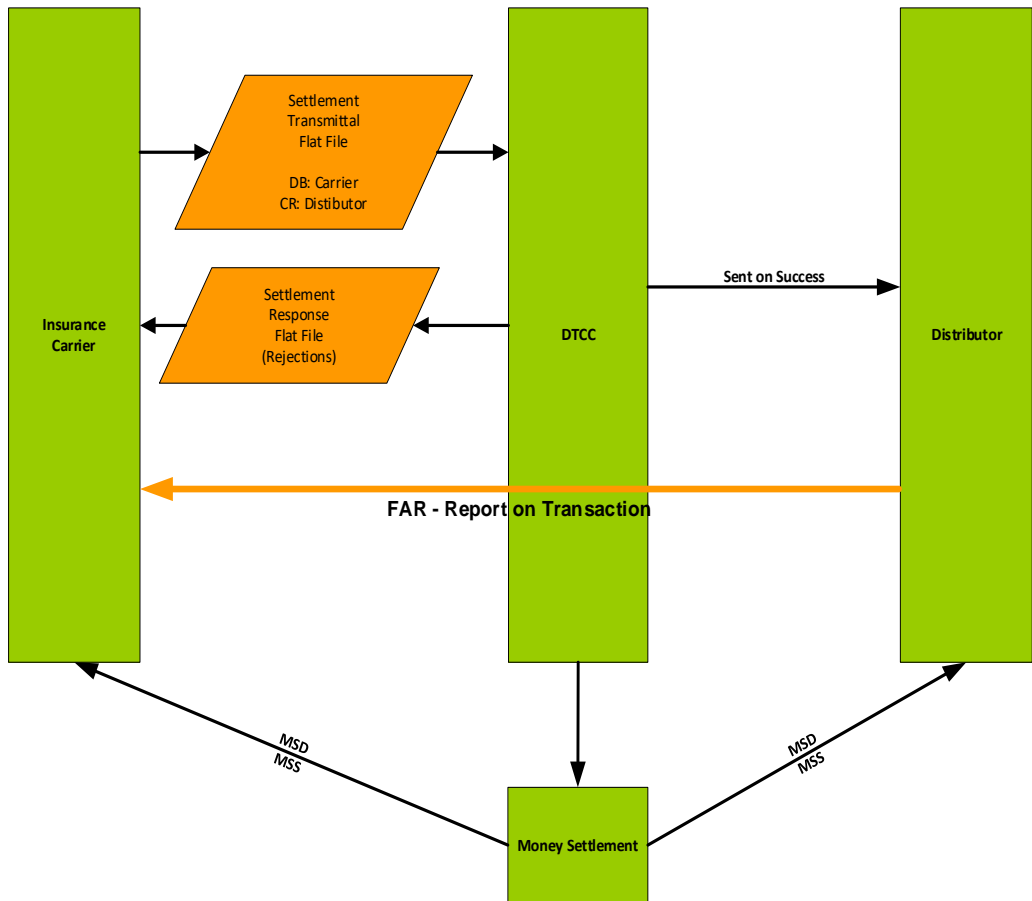 Settlement
Transmittal
Flat File
DB: Carrier
CR: Distibutor
Sent on Success
Settlement
Response
Flat File
(Rejections)
Insurance
Carrier
DTCC
Distributor
FAR - Report on Transaction
MSD
MSS
MSD
MSS
Money Settlement